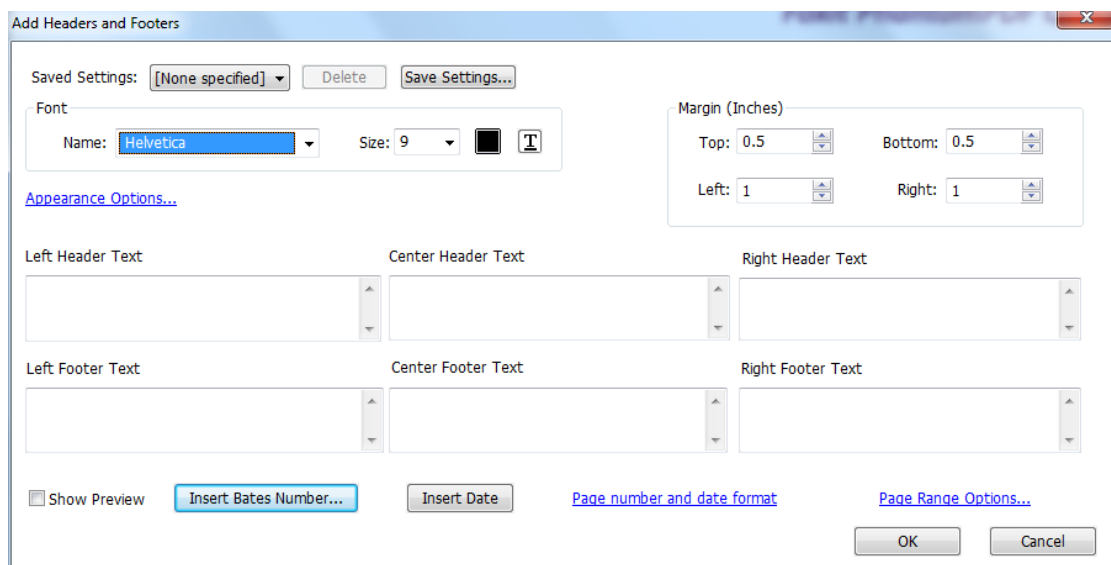 Add Headers and Footers
Saved Settings: [None specified] Delete Save Settings...
Font
Name: Helvetica Size: 9 T
Margin (Inches)
Top: 0.5 Bottom: 0.5
Left: 1 Right: 1
Appearance Options...
Left Header Text Center Header Text Right Header Text
Left Footer Text Center Footer Text Right Footer Text
Show Preview Insert Bates Number... Insert Date Page number and date format Page Range Options...
OK Cancel